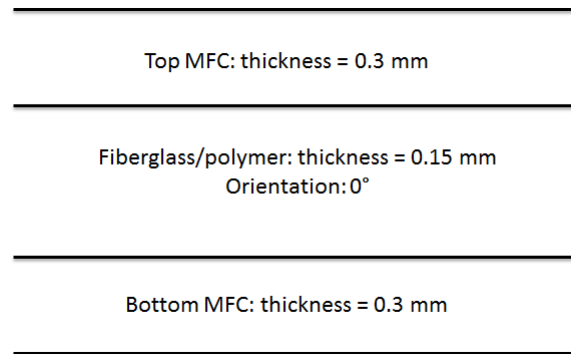 Top MFC: thickness = 0.3 mm
Fiberglass/polymer: thickness = 0.15 mm
Orientation: 0°
Bottom MFC: thickness = 0.3 mm